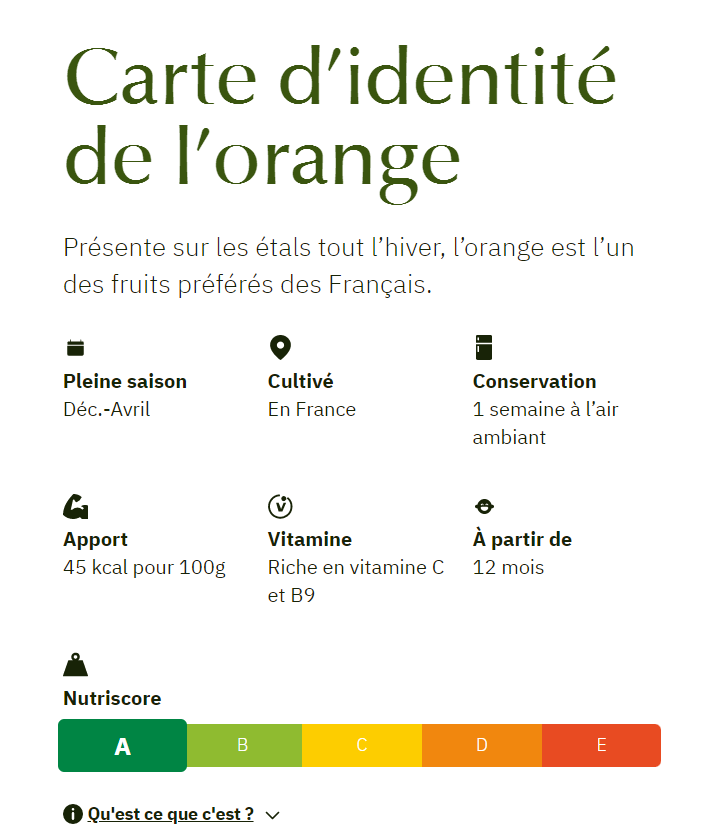 Carte d'identité
de l'orange
Présente sur les étals tout l'hiver, l'orange est l'un
des fruits préférés des Français.
Pleine saison
Déc.-Avril
Cultivé
En France
Conservation
1 semaine à l'air
ambiant
Apport
45 kcal pour 100g
Vitamine
Riche en vitamine C
et B9
À partir de
12 mois
Nutriscore
A B C D E
Qu'est ce que c'est ?